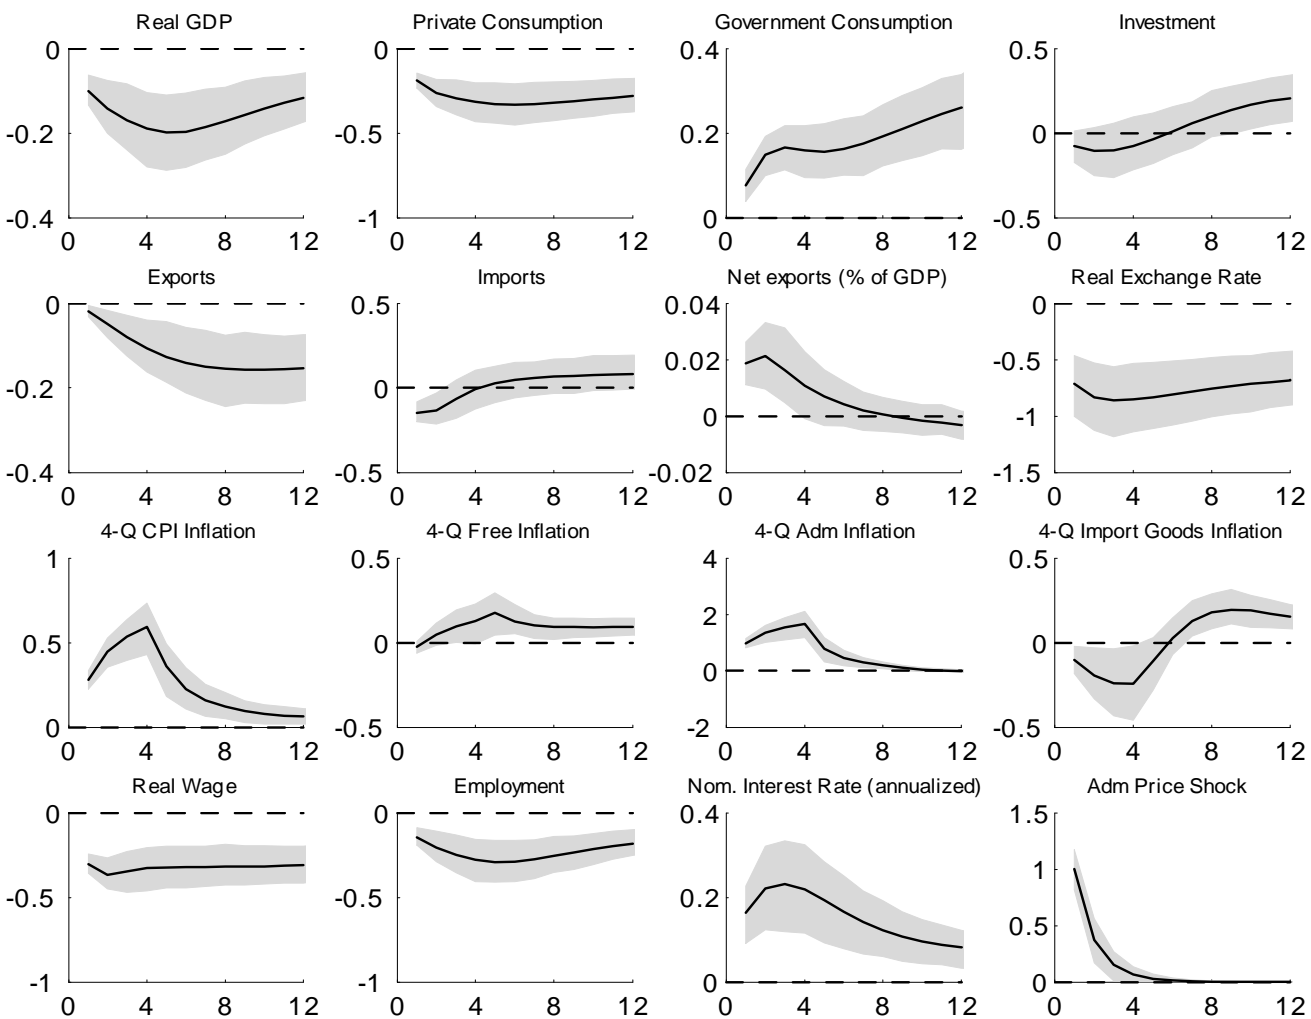 Real GDP
Private Consumption
Government Consumption
Investment
0
-0.2
-0.4
0 4 8 12
0
-0.5
-1
0 4 8 12
0.4
0.2
0
0 4 8 12
0.5
0
-0.5
0 4 8 12
Exports
Imports
Net exports (% of GDP)
Real Exchange Rate
0
-0.2
-0.4
0 4 8 12
0.5
0
-0.5
0 4 8 12
0.04
0.02
0
-0.02
0 4 8 12
0
-0.5
-1
-1.5
0 4 8 12
4-Q CPI Inflation
4-Q Free Inflation
4-Q Adm Inflation
4-Q Import Goods Inflation
1
0.5
0
0 4 8 12
0.5
0
-0.5
0 4 8 12
4
2
0
-2
0 4 8 12
0.5
0
-0.5
0 4 8 12
Real Wage
Employment
Nom. Interest Rate (annualized)
Adm Price Shock
0
-0.5
-1
0 4 8 12
0
-0.5
-1
0 4 8 12
0.4
0.2
0
0 4 8 12
1.5
1
0.5
0
0 4 8 12